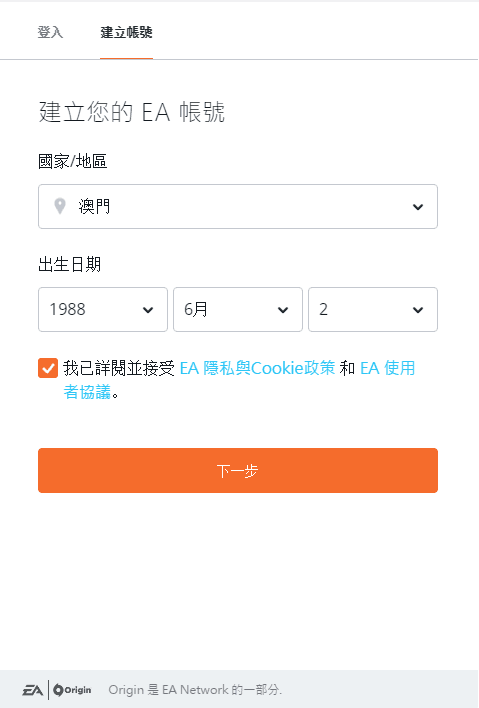 登入 建立帳號
建立您的 EA 帳號
國家/地區
澳門
出生日期
1988 6月 2
我已詳閱並接受 EA 隱私與Cookie政策 和 EA 使用
者協議。
下一步
EA Origin Origin 是 EA Network 的一部分.